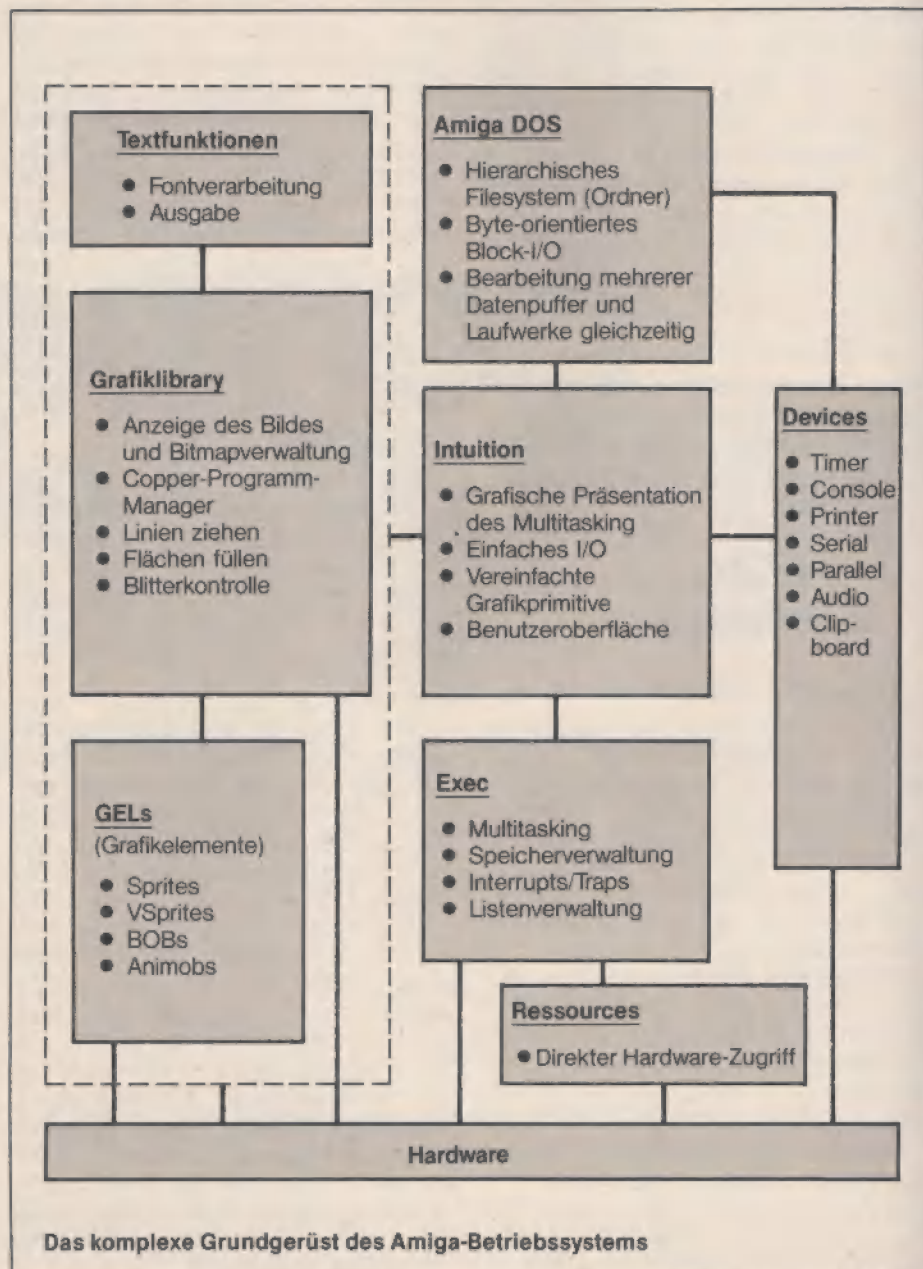 Textfunktionen
● Fontverarbeitung
● Ausgabe
Grafiklibrary
● Anzeige des Bildes
und Bitmapverwaltung
● Copper-Programm-
Manager
● Linien ziehen
● Flächen füllen
● Blitterkontrolle
GELs
(Grafikelemente)
● Sprites
● VSprites
● BOBs
● Animobs
Amiga DOS
● Hierarchisches
Filesystem (Ordner)
● Byte-orientiertes
Block-I/O
● Bearbeitung mehrerer
Datenpuffer und
Laufwerke gleichzeitig
Intuition
● Grafische Präsentation
des Multitasking
● Einfaches I/O
● Vereinfachte
Grafikprimitive
● Benutzeroberfläche
Exec
● Multitasking
● Speicherverwaltung
● Interrupts/Traps
● Listenverwaltung
Ressources
● Direkter Hardware-Zugriff
Devices
● Timer
● Console
● Printer
● Serial
● Parallel
● Audio
● Clip-
board
Hardware
Das komplexe Grundgerüst des Amiga-Betriebssystems